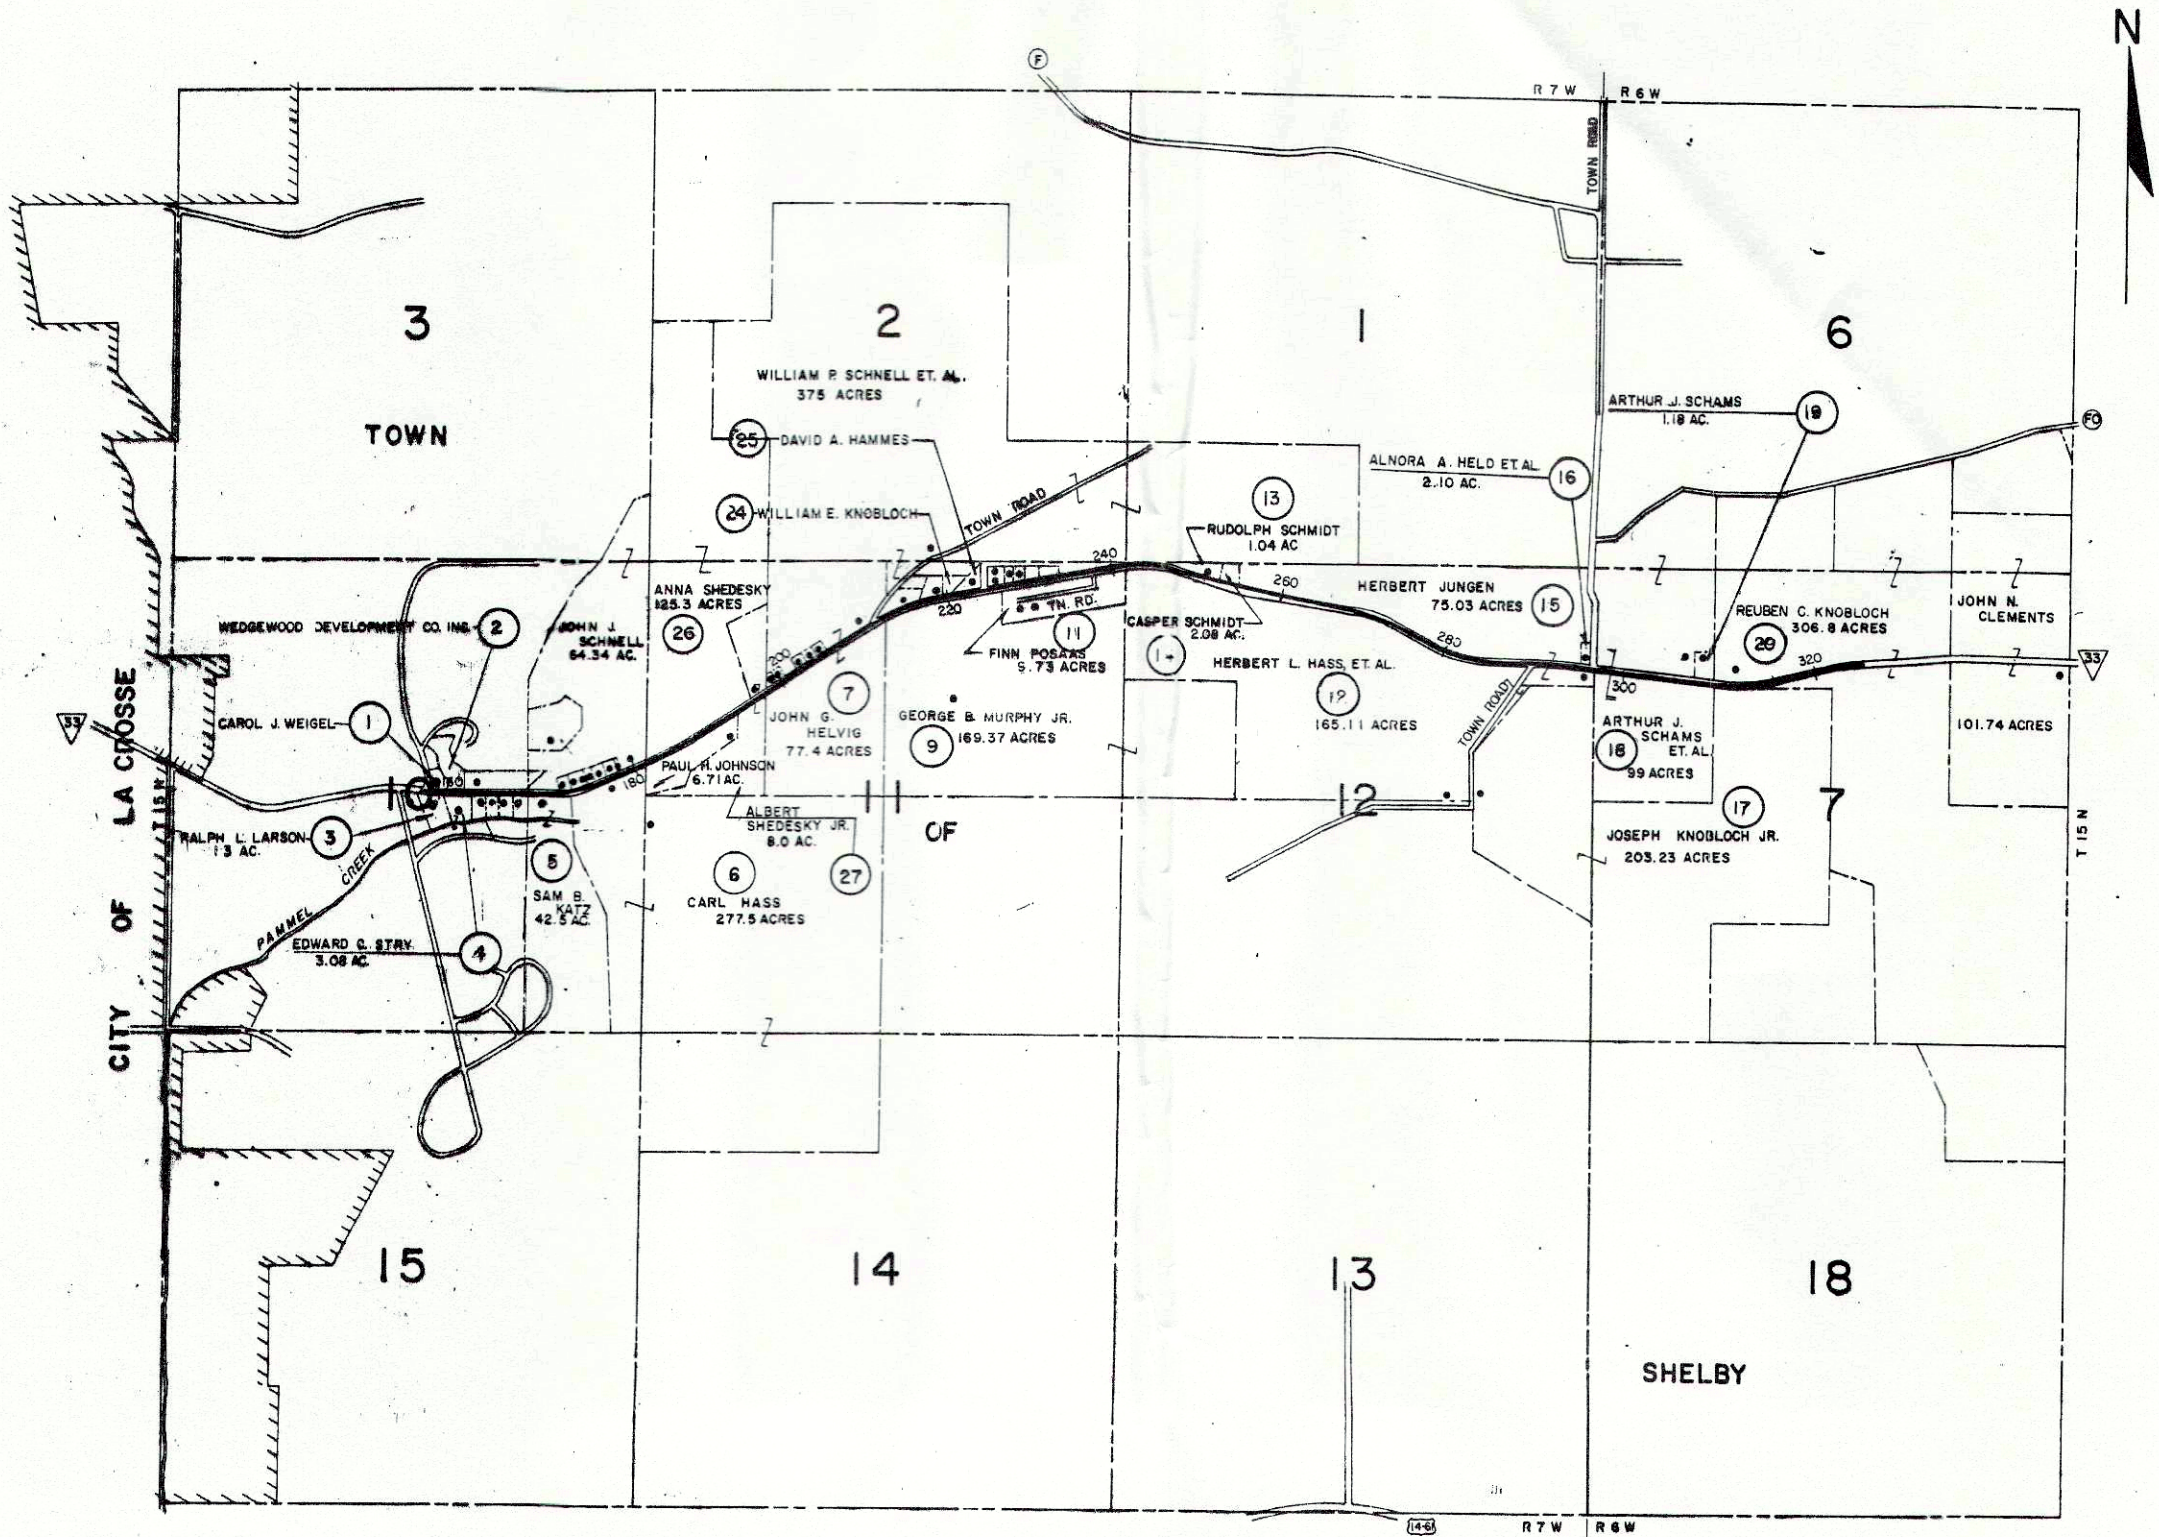 N
F
R 7 W
R 6 W
TOWN ROAD
3
2
1
6
WILLIAM P. SCHNELL ET. AL.
375 ACRES
ARTHUR J. SCHAMS
1.18 AC.
19
FO
TOWN
25
DAVID A. HAMMES
ALNORA A. HELD ET AL
2.10 AC.
16
24
WILLIAM E. KNOBLOCH
TOWN ROAD
13
RUDOLPH SCHMIDT
1.04 AC
240
ANNA SHEDESKY
125.3 ACRES
26
260
HERBERT JUNGEN
75.03 ACRES
15
220
TN. RD.
11
CASPER SCHMIDT
2.08 AC.
REUBEN C. KNOBLOCH
306.8 ACRES
20
JOHN N.
CLEMENTS
WEDGEWOOD DEVELOPMENT CO. INC.
2
JOHN J.
SCHNELL
64.34 AC.
FINN POSAAS
9.73 ACRES
280
200
HERBERT L. HASS, ET. AL.
165.11 ACRES
320
33
300
CAROL J. WEIGEL
1
33
7
JOHN G.
HELVIG
77.4 ACRES
GEORGE B. MURPHY JR.
169.37 ACRES
9
TOWN ROAD
ARTHUR J.
SCHAMS
ET. AL.
18
99 ACRES
101.74 ACRES
PAUL H. JOHNSON
6.71 AC.
180
10
11
12
7
17
JOSEPH KNOBLOCH JR.
203.23 ACRES
ALBERT
SHEDESKY JR.
8.0 AC.
27
OF
T 15 N
T 15 N
RALPH L. LARSON
1.3 AC.
3
5
SAM B.
KATZ
42.5 AC.
6
CARL HASS
277.5 ACRES
PAMMEL CREEK
EDWARD C. STRY
3.08 AC.
4
CITY OF LA CROSSE
15
14
13
18
SHELBY
14-61
R 7 W
R 6 W